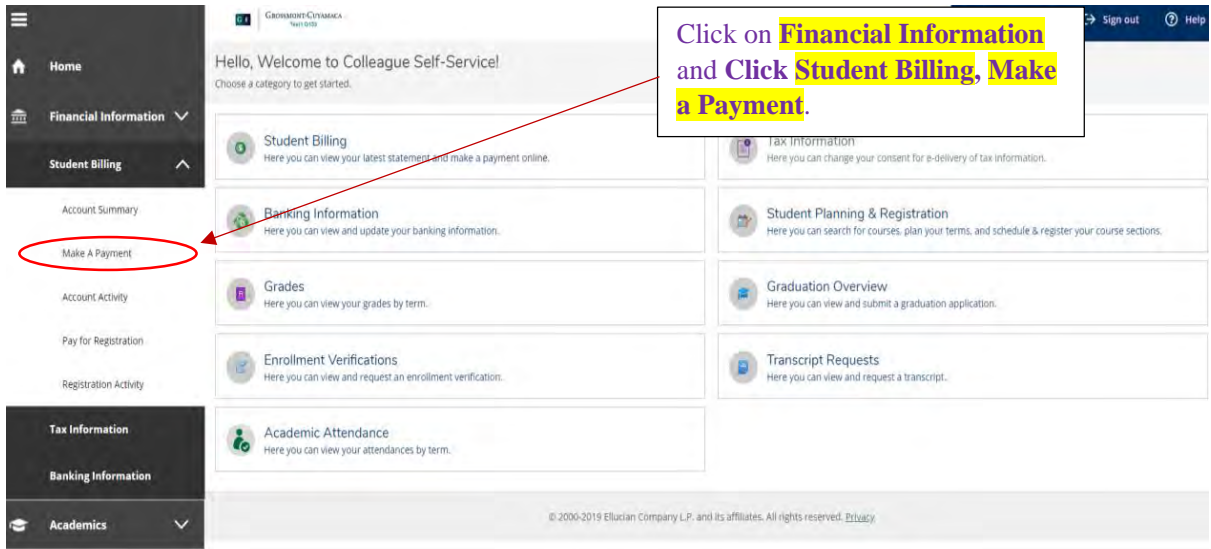 GROSSMONT-CUYAMACA
Sign out
Help
Click on Financial Information
and Click Student Billing, Make
a Payment.
Home
Financial Information
Student Billing
Account Summary
Make A Payment
Account Activity
Pay for Registration
Registration Activity
Tax Information
Banking Information
Academics
Hello, Welcome to Colleague Self-Service!
Choose a category to get started.
Student Billing
Here you can view your latest statement and make a payment online.
Tax Information
Here you can change your consent for e-delivery of tax information.
Banking Information
Here you can view and update your banking information.
Student Planning & Registration
Here you can search for courses, plan your terms, and schedule & register your course sections.
Grades
Here you can view your grades by term.
Graduation Overview
Here you can view and submit a graduation application.
Enrollment Verifications
Here you can view and request an enrollment verification.
Transcript Requests
Here you can view and request a transcript.
Academic Attendance
Here you can view your attendances by term.
© 2000-2019 Ellucian Company L.P. and its affiliates. All rights reserved. Privacy